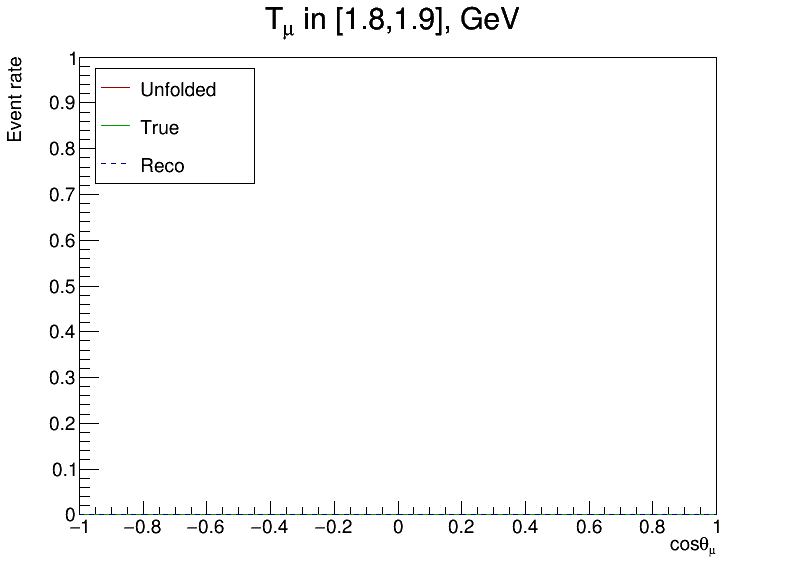 Tμ in [1.8,1.9], GeV
Event rate
1
0.9
0.8
0.7
0.6
0.5
0.4
0.3
0.2
0.1
0
Unfolded
True
Reco
−1 −0.8 −0.6 −0.4 −0.2 0 0.2 0.4 0.6 0.8 1
cosθμ